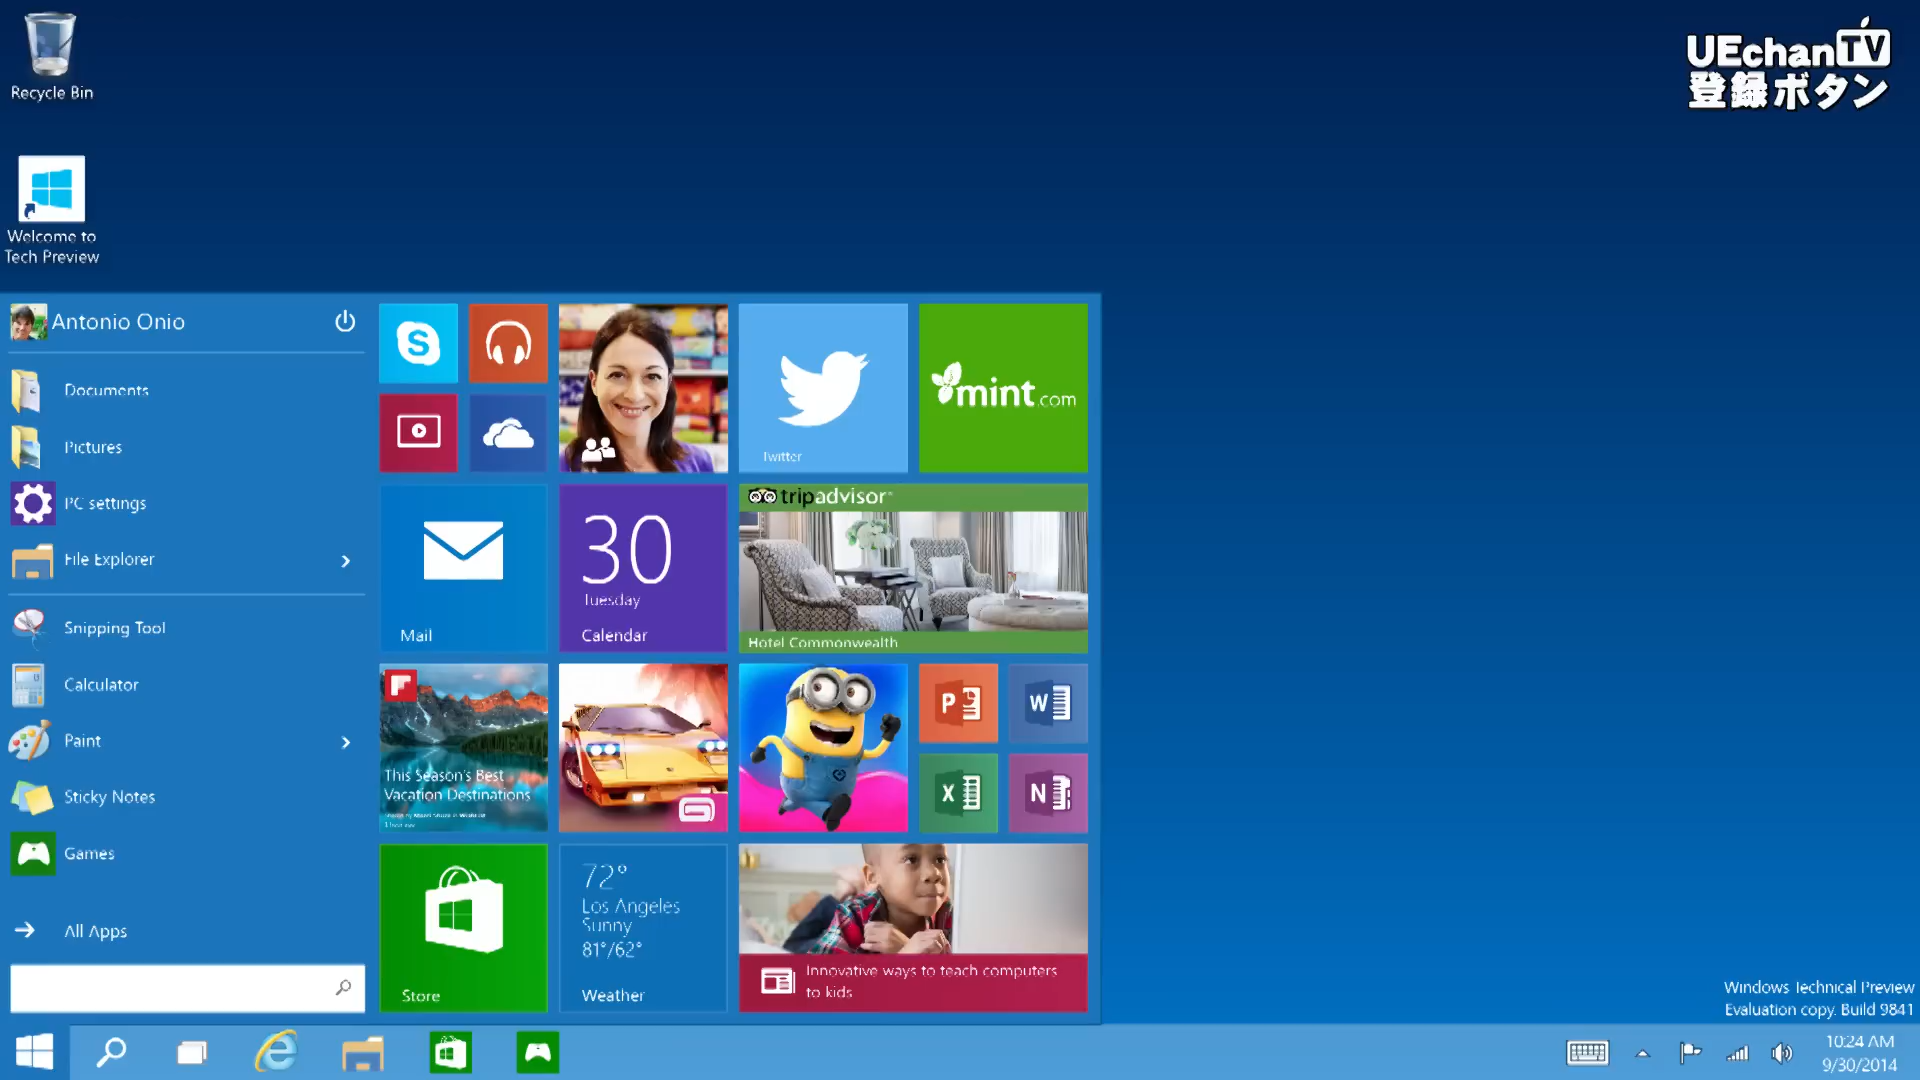 Recycle Bin
UEchanTV
登録ボタン
Welcome to
Tech Preview
Antonio Onio
Documents
Pictures
PC settings
File Explorer
Snipping Tool
Calculator
Paint
Sticky Notes
Games
All Apps
S
Twitter
mint.com
Mail
30
Tuesday
Calendar
tripadvisor
Hotel Commonwealth
This Season's Best
Vacation Destinations
P
W
X
N
Store
72°
Los Angeles
Sunny
81°/62°
Weather
Innovative ways to teach computers
to kids
Windows Technical Preview
Evaluation copy. Build 9841
10:24 AM
9/30/2014